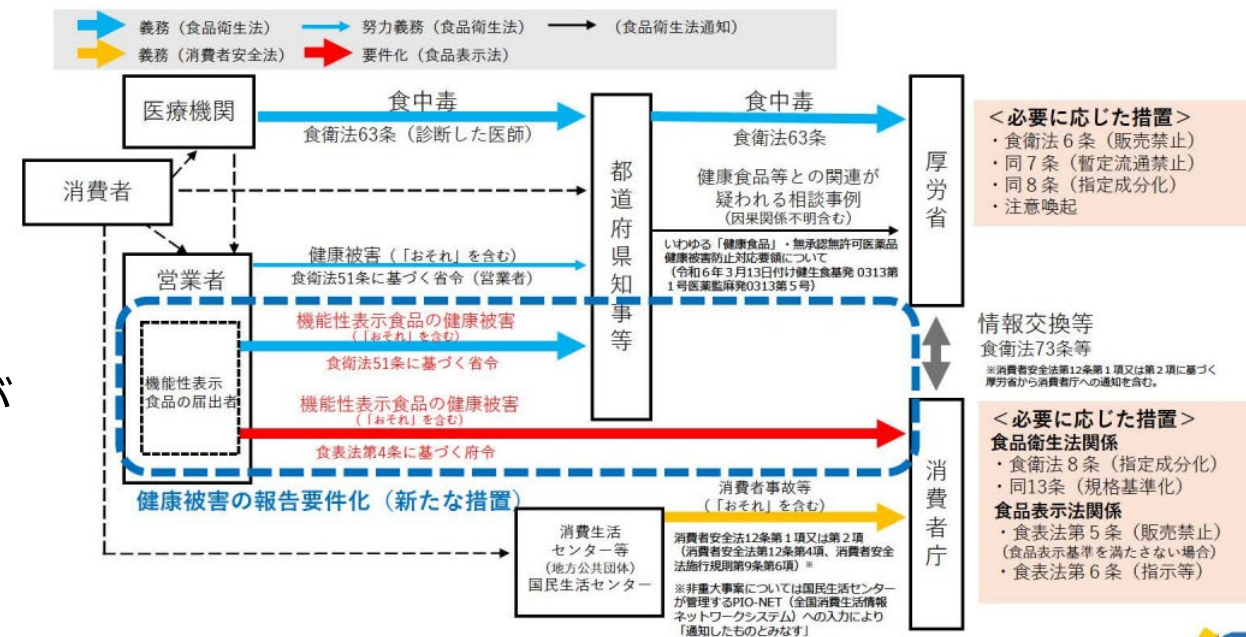 義務（食品衛生法）
努力義務（食品衛生法）
（食品衛生法通知）
義務（消費者安全法）
要件化（食品表示法）
医療機関
食中毒
食衛法63条（診断した医師）
消費者
都道府県知事等
食中毒
食衛法63条
健康食品等との関連が
疑われる相談事例
（因果関係不明含む）
いわゆる「健康食品」・無承認無許可医薬品
健康被害防止対応要領について
（令和６年３月13日付け健生食基発 0313第
１号医薬監麻発0313第５号）
厚労省
＜必要に応じた措置＞
・食衛法６条（販売禁止）
・同７条（暫定流通禁止）
・同８条（指定成分化）
・注意喚起
営業者
健康被害（「おそれ」を含む）
食衛法51条に基づく省令（営業者）
機能性表示
食品の届出者
機能性表示食品の健康被害
（「おそれ」を含む）
食衛法51条に基づく省令
機能性表示食品の健康被害
（「おそれ」を含む）
食表法第4条に基づく府令
が
健康被害の報告要件化（新たな措置）
情報交換等
食衛法73条等
※消費者安全法第12条第１項又は第２項に基づく
厚労省から消費者庁への通知を含む。
消費生活
センター等
（地方公共団体）
国民生活センター
消費者事故等
（「おそれ」を含む）
消費者安全法12条第１項又は第２項
（消費者安全法第12条第4項、消費者安全
法施行規則第9条第6項）※
※非重大事案については国民生活センター
が管理するPIO-NET（全国消費生活情報
ネットワークシステム）への入力により
「通知したものとみなす」
消費者庁
＜必要に応じた措置＞
食品衛生法関係
・食衛法８条（指定成分化）
・同13条（規格基準化）
食品表示法関係
・食表法第５条（販売禁止）
（食品表示基準を満たさない場合）
・食表法第６条（指示等）